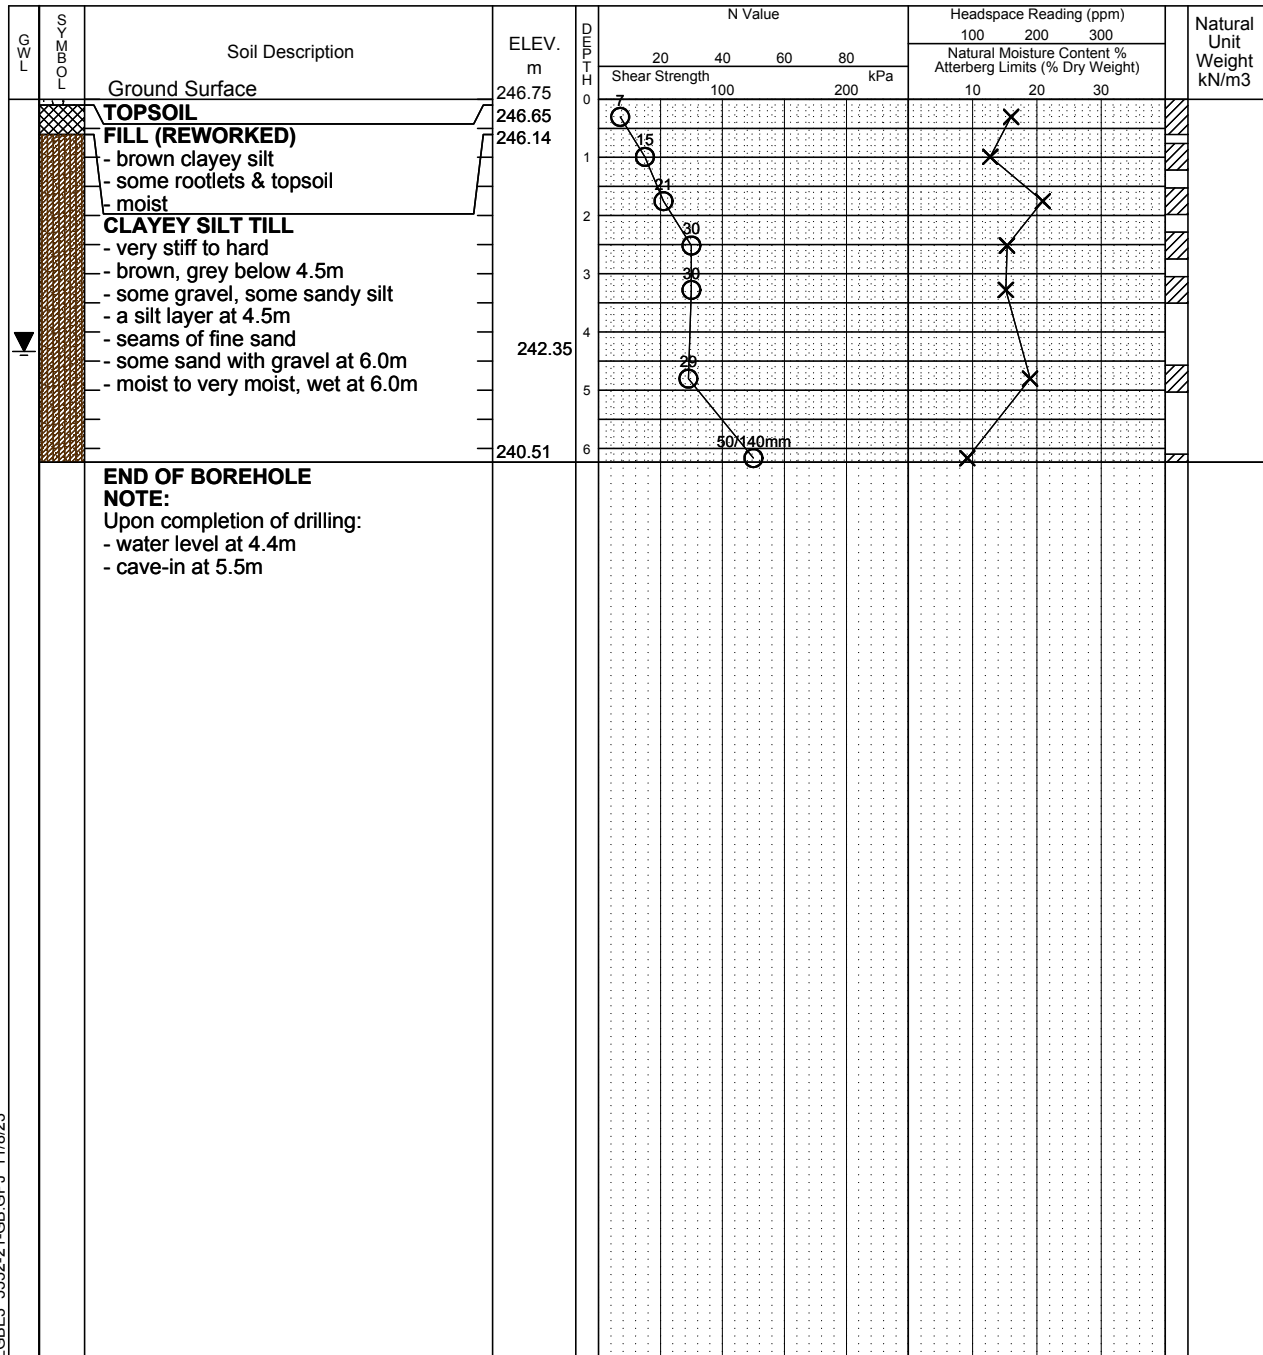 GWL
SYMBOL
Soil Description
ELEV.
m
DEPTH
N Value
20 40 60 80
Shear Strength kPa
100 200
Headspace Reading (ppm)
100 200 300
Natural Moisture Content %
Atterberg Limits (% Dry Weight)
10 20 30
Natural
Unit
Weight
kN/m3
Ground Surface
246.75
0
TOPSOIL
246.65
7
FILL (REWORKED)
246.14
- brown clayey silt
1
15
- some rootlets & topsoil
- moist
21
2
CLAYEY SILT TILL
- very stiff to hard
30
- brown, grey below 4.5m
3
30
- some gravel, some sandy silt
- a silt layer at 4.5m
4
- seams of fine sand
242.35
- some sand with gravel at 6.0m
29
- moist to very moist, wet at 6.0m
5
240.51
6
50/140mm
END OF BOREHOLE
NOTE:
Upon completion of drilling:
- water level at 4.4m
- cave-in at 5.5m